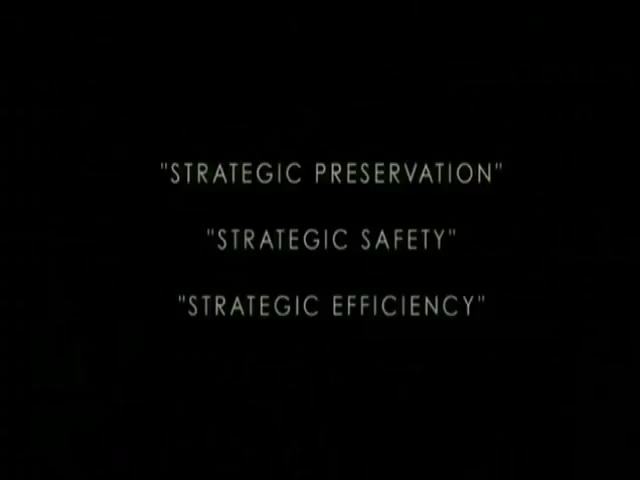 "STRATEGIC PRESERVATION"
"STRATEGIC SAFETY"
"STRATEGIC EFFICIENCY"